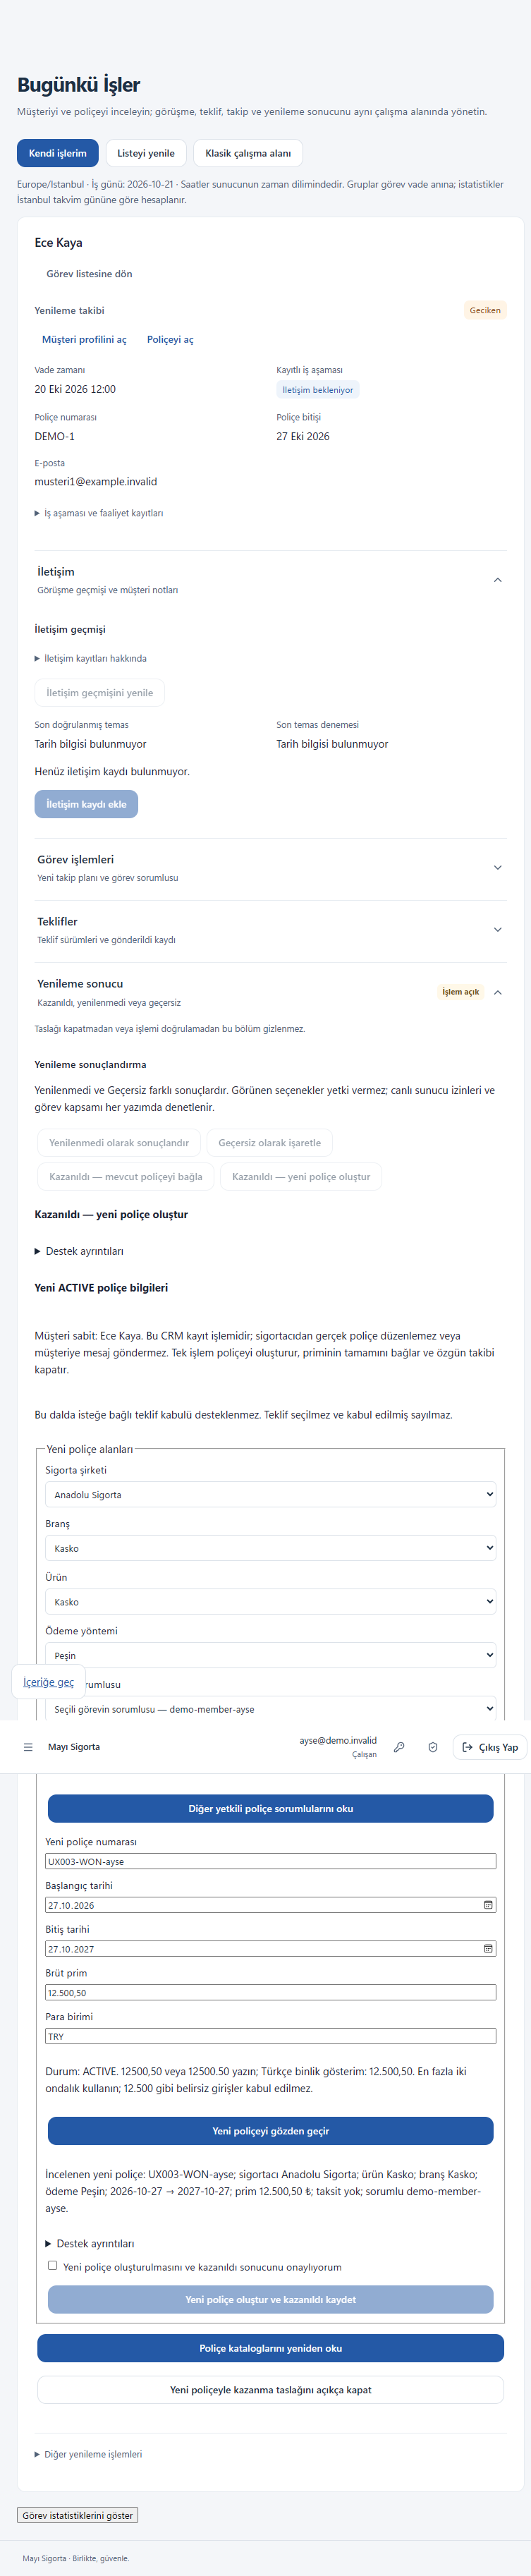 Bugünkü İşler
Müşteriyi ve poliçeyi inceleyin; görüşme, teklif, takip ve yenileme sonucunu aynı çalışma alanında yönetin.
Kendi işlerim
Listeyi yenile
Klasik çalışma alanı
Europe/Istanbul · İş günü: 2026-10-21 · Saatler sunucunun zaman dilimindedir. Gruplar görev vade anına; istatistikler
İstanbul takvim gününe göre hesaplanır.
Ece Kaya
Görev listesine dön
Yenileme takibi
Geciken
Müşteri profilini aç
Poliçeyi aç
Vade zamanı
Kayıtlı iş aşaması
20 Eki 2026 12:00
İletişim bekleniyor
Poliçe numarası
Poliçe bitişi
DEMO-1
27 Eki 2026
E-posta
musteri1@example.invalid
İş aşaması ve faaliyet kayıtları
İletişim
Görüşme geçmişi ve müşteri notları
İletişim geçmişi
İletişim kayıtları hakkında
İletişim geçmişini yenile
Son doğrulanmış temas
Son temas denemesi
Tarih bilgisi bulunmuyor
Tarih bilgisi bulunmuyor
Henüz iletişim kaydı bulunmuyor.
İletişim kaydı ekle
Görev işlemleri
Yeni takip planı ve görev sorumlusu
Teklifler
Teklif sürümleri ve gönderildi kaydı
Yenileme sonucu
İşlem açık
Kazanıldı, yenilenmedi veya geçersiz
Taslağı kapatmadan veya işlemi doğrulamadan bu bölüm gizlenmez.
Yenileme sonuçlandırma
Yenilenmedi ve Geçersiz farklı sonuçlardır. Görünen seçenekler yetki vermez; canlı sunucu izinleri ve
görev kapsamı her yazımda denetlenir.
Yenilenmedi olarak sonuçlandır
Geçersiz olarak işaretle
Kazanıldı — mevcut poliçeyi bağla
Kazanıldı — yeni poliçe oluştur
Kazanıldı — yeni poliçe oluştur
Destek ayrıntıları
Yeni ACTIVE poliçe bilgileri
Müşteri sabit: Ece Kaya. Bu CRM kayıt işlemidir; sigortacıdan gerçek poliçe düzenlemez veya
müşteriye mesaj göndermez. Tek işlem poliçeyi oluşturur, priminin tamamını bağlar ve özgün takibi
kapatır.
Bu dalda isteğe bağlı teklif kabulü desteklenmez. Teklif seçilmez ve kabul edilmiş sayılmaz.
Yeni poliçe alanları
Sigorta şirketi
Anadolu Sigorta
Branş
Kasko
Ürün
Kasko
Ödeme yöntemi
Peşin
İçeriğe geç
rumlusu
Seçili görevin sorumlusu — demo-member-ayse
Mayı Sigorta
ayse@demo.invalid
Çalışan
Çıkış Yap
Diğer yetkili poliçe sorumlularını oku
Yeni poliçe numarası
UX003-WON-ayse
Başlangıç tarihi
27.10.2026
Bitiş tarihi
27.10.2027
Brüt prim
12.500,50
Para birimi
TRY
Durum: ACTIVE. 12500,50 veya 12500.50 yazın; Türkçe binlik gösterim: 12.500,50. En fazla iki
ondalık kullanın; 12.500 gibi belirsiz girişler kabul edilmez.
Yeni poliçeyi gözden geçir
İncelenen yeni poliçe: UX003-WON-ayse; sigortacı Anadolu Sigorta; ürün Kasko; branş Kasko;
ödeme Peşin; 2026-10-27 → 2027-10-27; prim 12.500,50 ₺; taksit yok; sorumlu demo-member-
ayse.
Destek ayrıntıları
Yeni poliçe oluşturulmasını ve kazanıldı sonucunu onaylıyorum
Yeni poliçe oluştur ve kazanıldı kaydet
Poliçe kataloglarını yeniden oku
Yeni poliçeyle kazanma taslağını açıkça kapat
Diğer yenileme işlemleri
Görev istatistiklerini göster
Mayı Sigorta · Birlikte, güvenle.